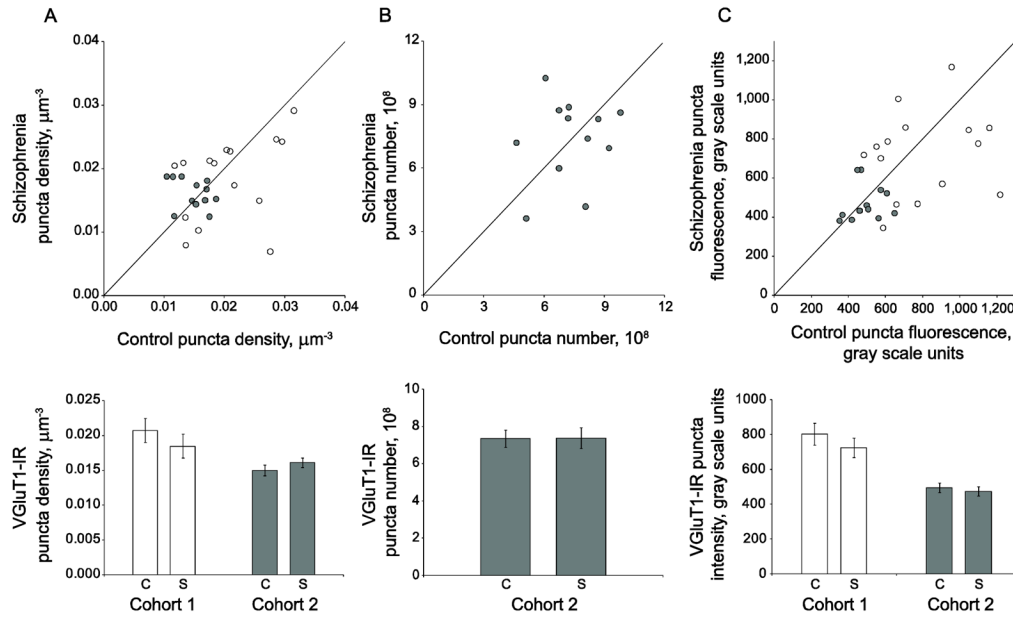 A
Schizophrenia
puncta density, μm⁻³
0.04
0.03
0.02
0.01
0.00
0.00
0.01
0.02
0.03
0.04
Control puncta density, μm⁻³
B
Schizophrenia
puncta number, 10⁸
12
9
6
3
0
0
3
6
9
12
Control puncta number, 10⁸
C
Schizophrenia puncta
fluorescence, gray scale units
1,200
1,000
800
600
400
200
0
0
200
400
600
800
1,000
1,200
Control puncta fluorescence,
gray scale units
VGluT1-IR
puncta density, μm⁻³
0.025
0.020
0.015
0.010
0.005
0.000
C
S
C
S
Cohort 1
Cohort 2
VGluT1-IR
puncta number, 10⁸
10
8
6
4
2
0
C
S
Cohort 2
VGluT1-IR puncta
intensity, gray scale units
1000
800
600
400
200
0
C
S
C
S
Cohort 1
Cohort 2